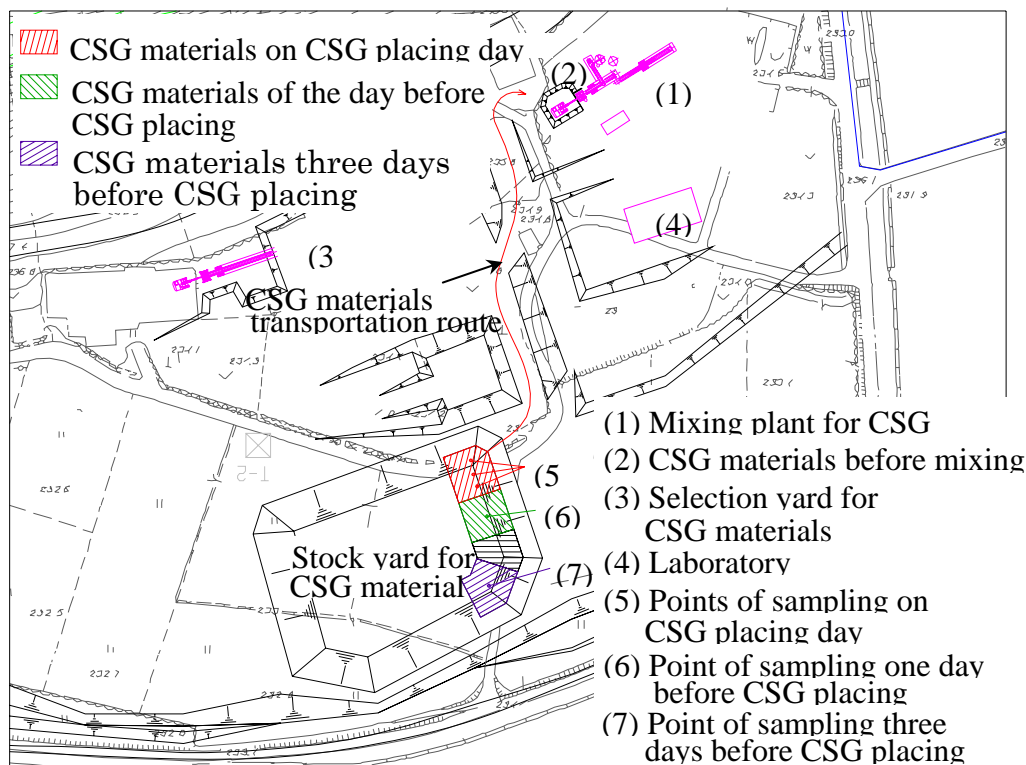 CSG materials on CSG placing day
CSG materials of the day before
CSG placing
CSG materials three days
before CSG placing
(2)
(1)
(4)
(3
CSG materials
transportation route
(5
(6)
(7)
Stock yard for
CSG material
(1) Mixing plant for CSG
(2) CSG materials before mixing
(3) Selection yard for
CSG materials
(4) Laboratory
(5) Points of sampling on
CSG placing day
(6) Point of sampling one day
before CSG placing
(7) Point of sampling three
days before CSG placing